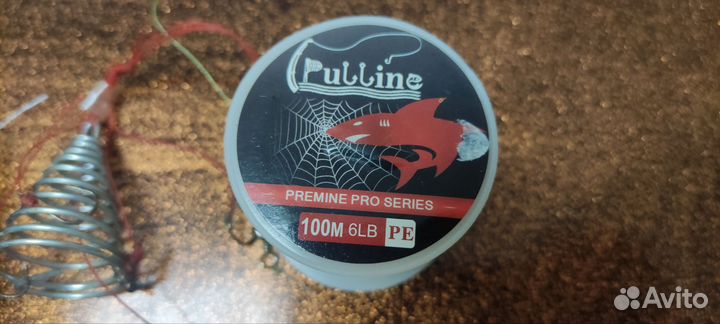 Pulline
PREMINE PRO SERIES
100M 6LB PE
Avito